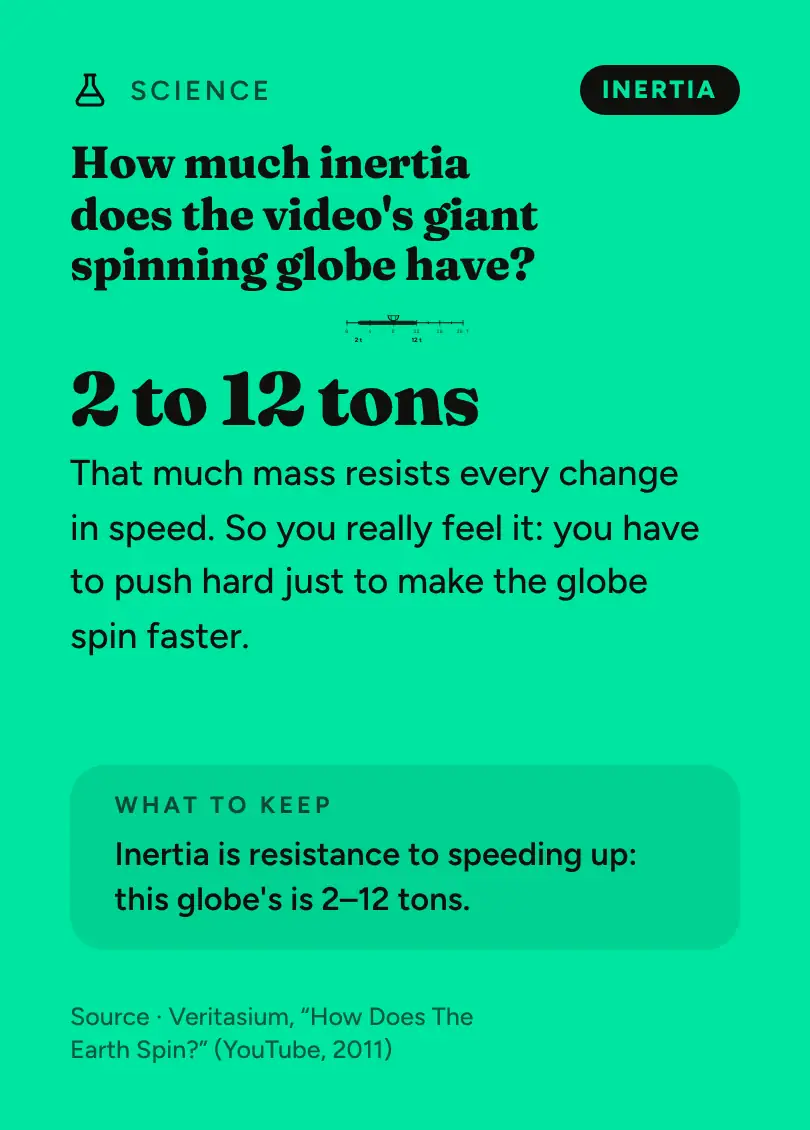 SCIENCE
INERTIA
How much inertia
does the video's giant
spinning globe have?
2 t
12 t
2 to 12 tons
That much mass resists every change
in speed. So you really feel it: you have
to push hard just to make the globe
spin faster.
WHAT TO KEEP
Inertia is resistance to speeding up:
this globe's is 2–12 tons.
Source · Veritasium, “How Does The
Earth Spin?” (YouTube, 2011)